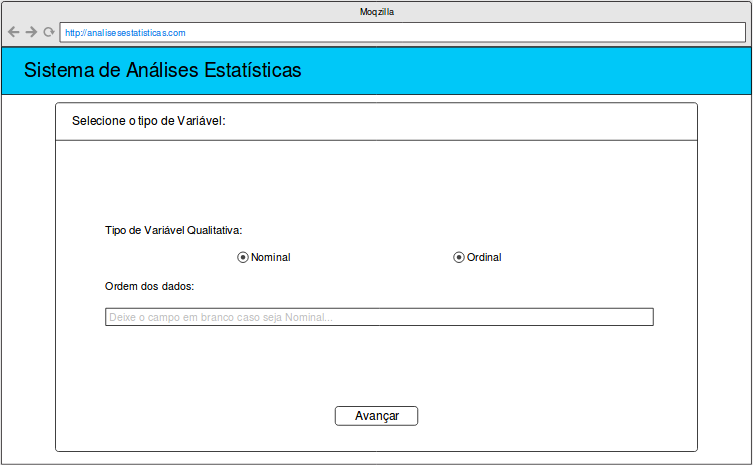 Moqzilla
http://analisesestatisticas.com
Sistema de Análises Estatísticas
Selecione o tipo de Variável:
Tipo de Variável Qualitativa:
Nominal Ordinal
Ordem dos dados:
Deixe o campo em branco caso seja Nominal...
Avançar